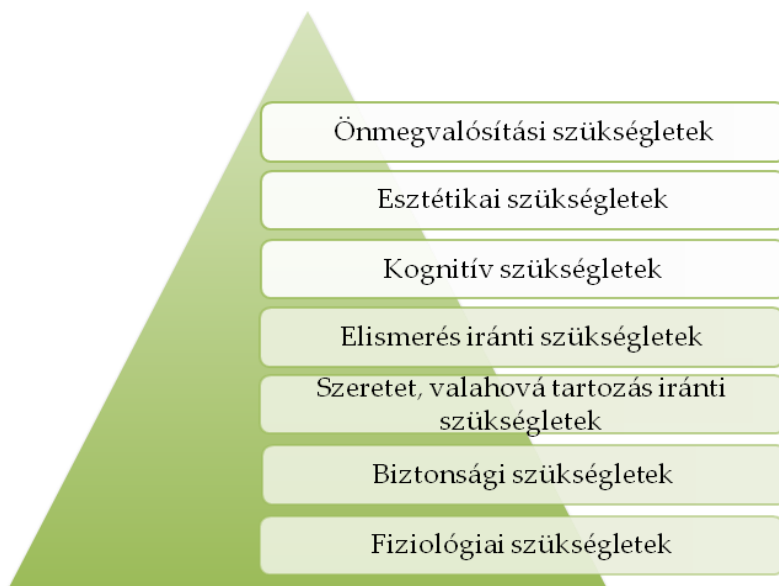 Önmegvalósítási szükségletek
Esztétikai szükségletek
Kognitív szükségletek
Elismerés iránti szükségletek
Szeretet, valahová tartozás iránti
szükségletek
Biztonsági szükségletek
Fiziológiai szükségletek